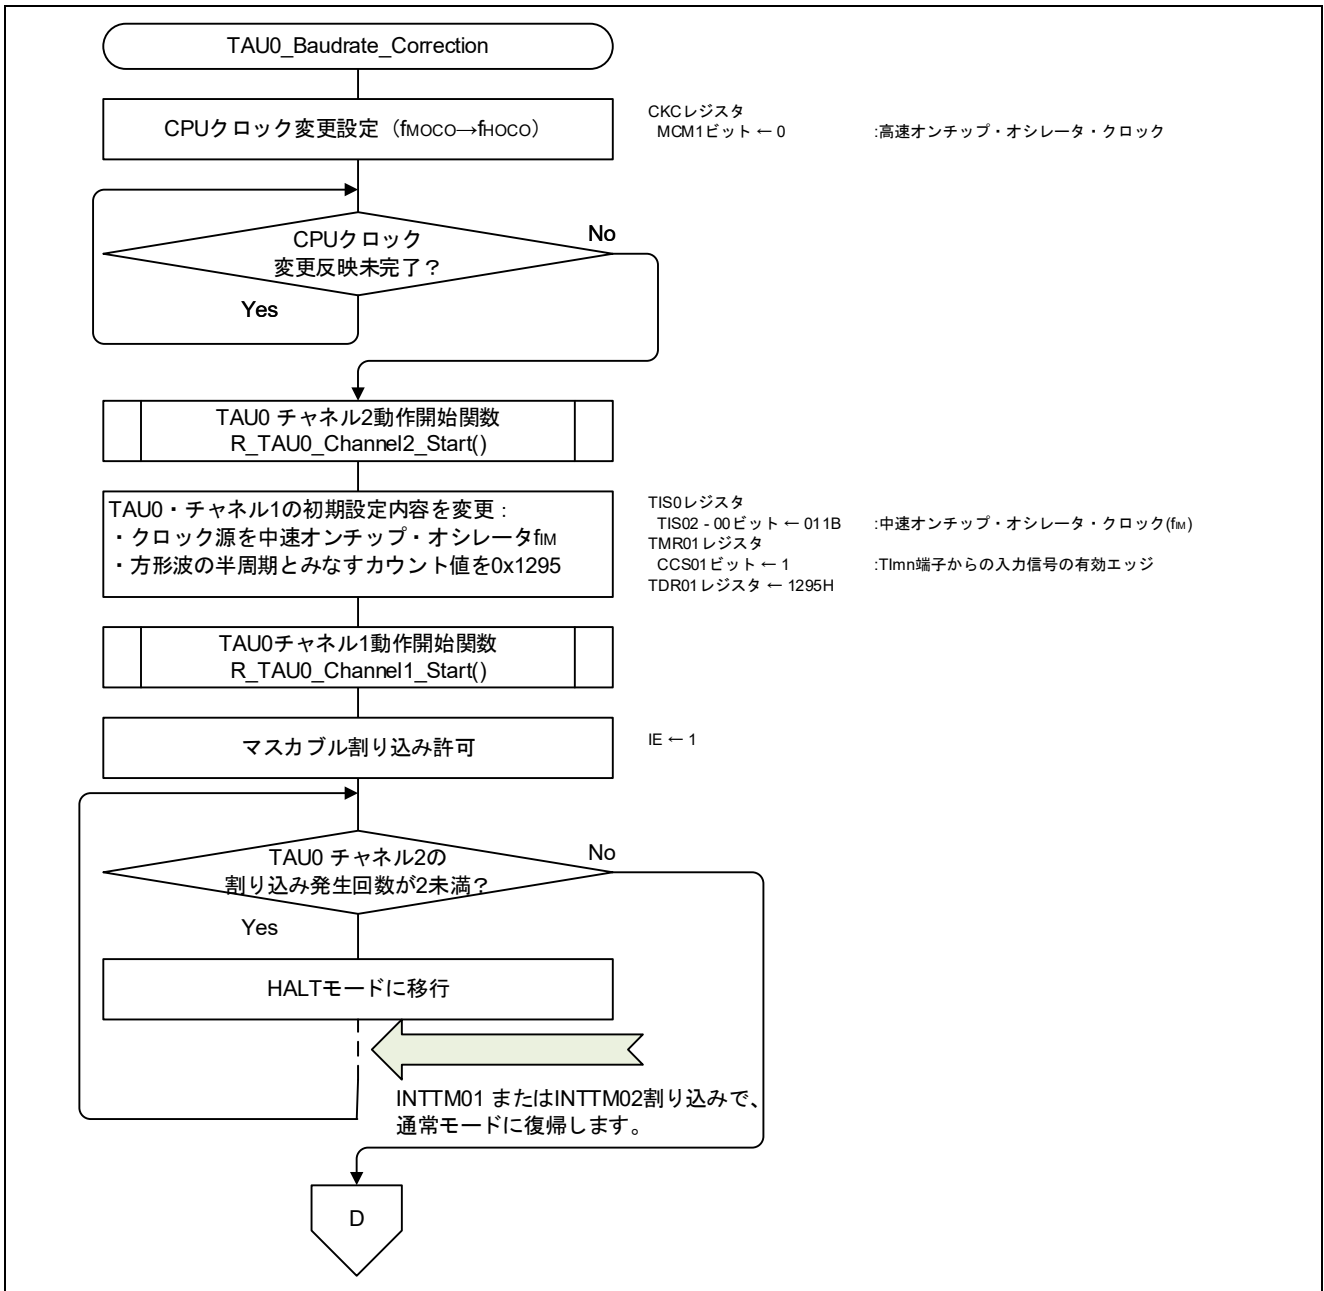 TAU0_Baudrate_Correction
CPUクロック変更設定（fMOCO→fHOCO）
CKCレジスタ
MCM1ビット ← 0 :高速オンチップ・オシレータ・クロック
CPUクロック
変更反映未完了？
No
Yes
TAU0 チャネル2動作開始関数
R_TAU0_Channel2_Start()
TAU0・チャネル1の初期設定内容を変更：
・クロック源を中速オンチップ・オシレータfIM
・方形波の半周期とみなすカウント値を0x1295
TIS0レジスタ
TIS02 - 00ビット ← 011B :中速オンチップ・オシレータ・クロック(fIM)
TMR01レジスタ
CCS01ビット ← 1 :TImn端子からの入力信号の有効エッジ
TDR01レジスタ ← 1295H
TAU0チャネル1動作開始関数
R_TAU0_Channel1_Start()
マスカブル割り込み許可
IE ← 1
TAU0 チャネル2の
割り込み発生回数が2未満？
No
Yes
HALTモードに移行
INTTM01 またはINTTM02割り込みで、
通常モードに復帰します。
D